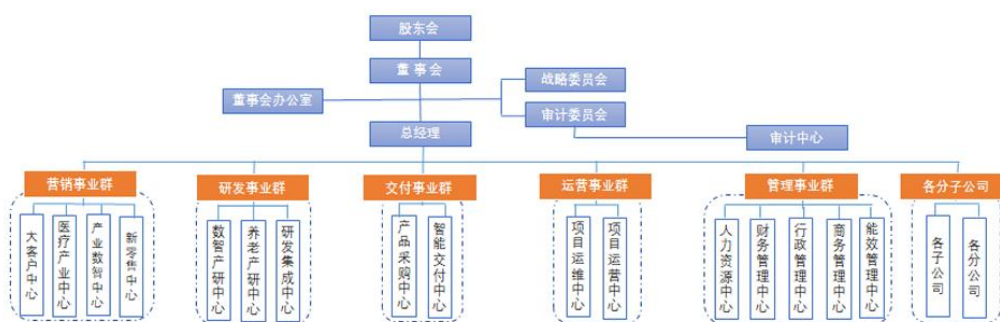 股东会
董事会
战略委员会
董事会办公室
审计委员会
总经理
审计中心
营销事业群
研发事业群
交付事业群
运营事业群
管理事业群
各分子公司
大客户中心
医疗产业中心
产业数智中心
新零售中心
数智产研中心
养老产研中心
研发集成中心
产品采购中心
智能交付中心
项目运维中心
项目运营中心
人力资源中心
财务管理中心
行政管理中心
商务管理中心
能效管理中心
各子公司
各分公司